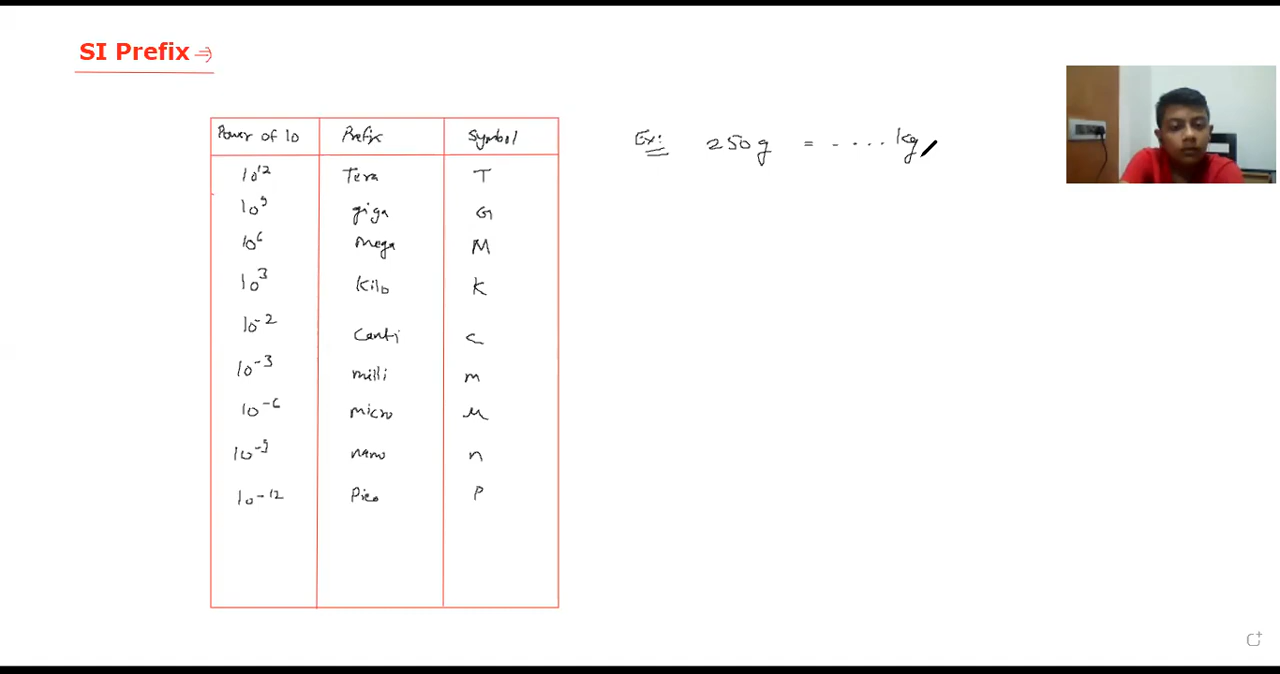 SI Prefix ⇒
Power of 10 Prefix Symbol
10¹² Tera T
10⁹ giga G
10⁶ Mega M
10³ Kilo K
10⁻² Centi c
10⁻³ milli m
10⁻⁶ micro μ
10⁻⁹ nano n
10⁻¹² Pico P
Ex: 250g = .... kg